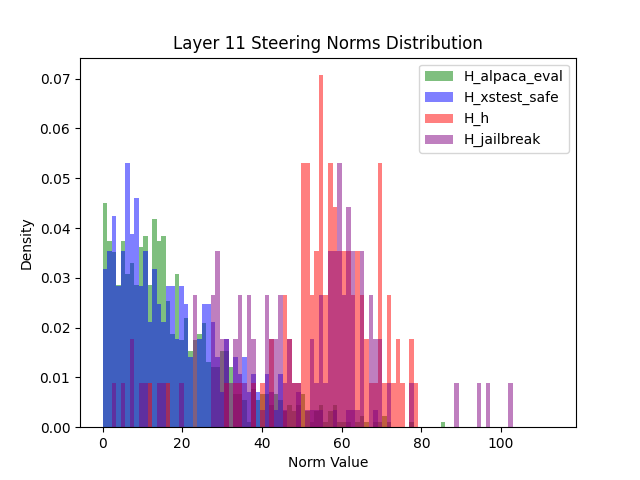 Layer 11 Steering Norms Distribution
H_alpaca_eval
H_xstest_safe
H_h
H_jailbreak
Density
0.07
0.06
0.05
0.04
0.03
0.02
0.01
0.00
0 20 40 60 80 100
Norm Value